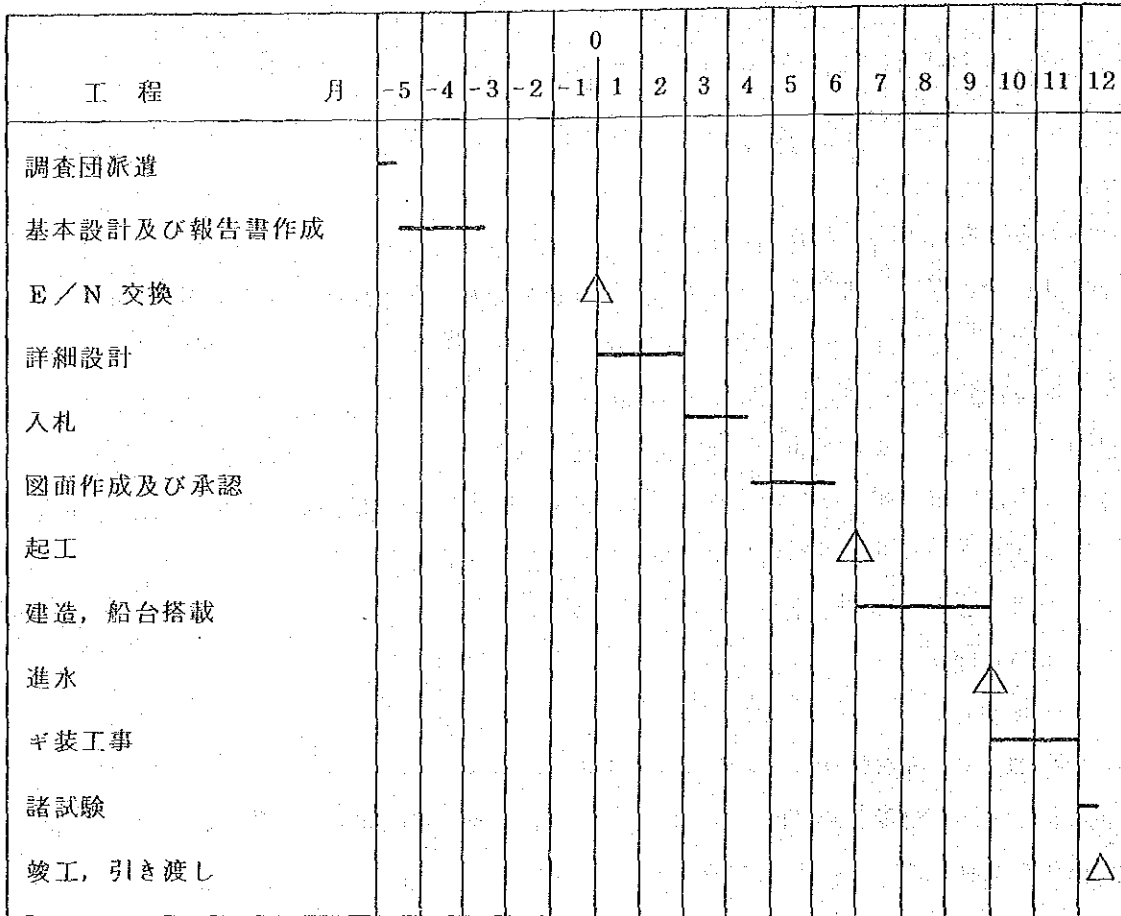 0
工程 月 -5 -4 -3 -2 -1 1 2 3 4 5 6 7 8 9 10 11 12
調査団派遣
基本設計及び報告書作成
E/N 交換
詳細設計
入札
図面作成及び承認
起工
建造,船台搭載
進水
ギ装工事
諸試験
竣工,引き渡し